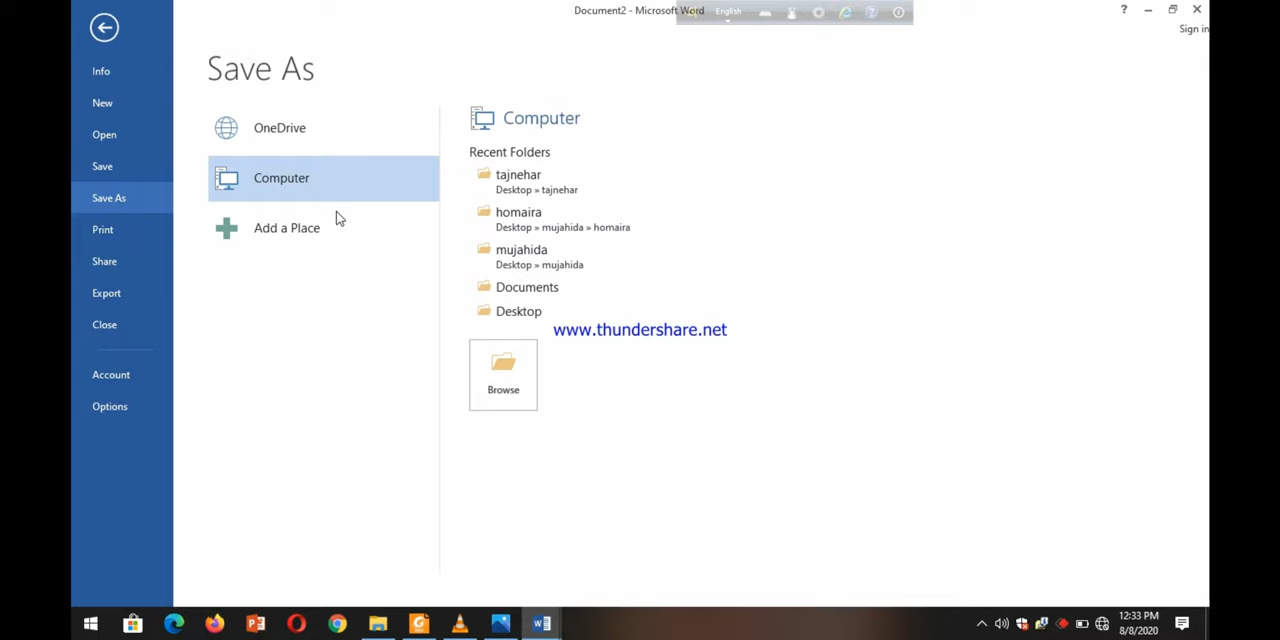 Document2 - Microsoft Word
English
Sign in
Info
New
Open
Save
Save As
Print
Share
Export
Close
Account
Options
Save As
OneDrive
Computer
Add a Place
Computer
Recent Folders
tajnehar
Desktop » tajnehar
homaira
Desktop » mujahida » homaira
mujahida
Desktop » mujahida
Documents
Desktop
www.thundershare.net
Browse
12:33 PM
8/8/2020